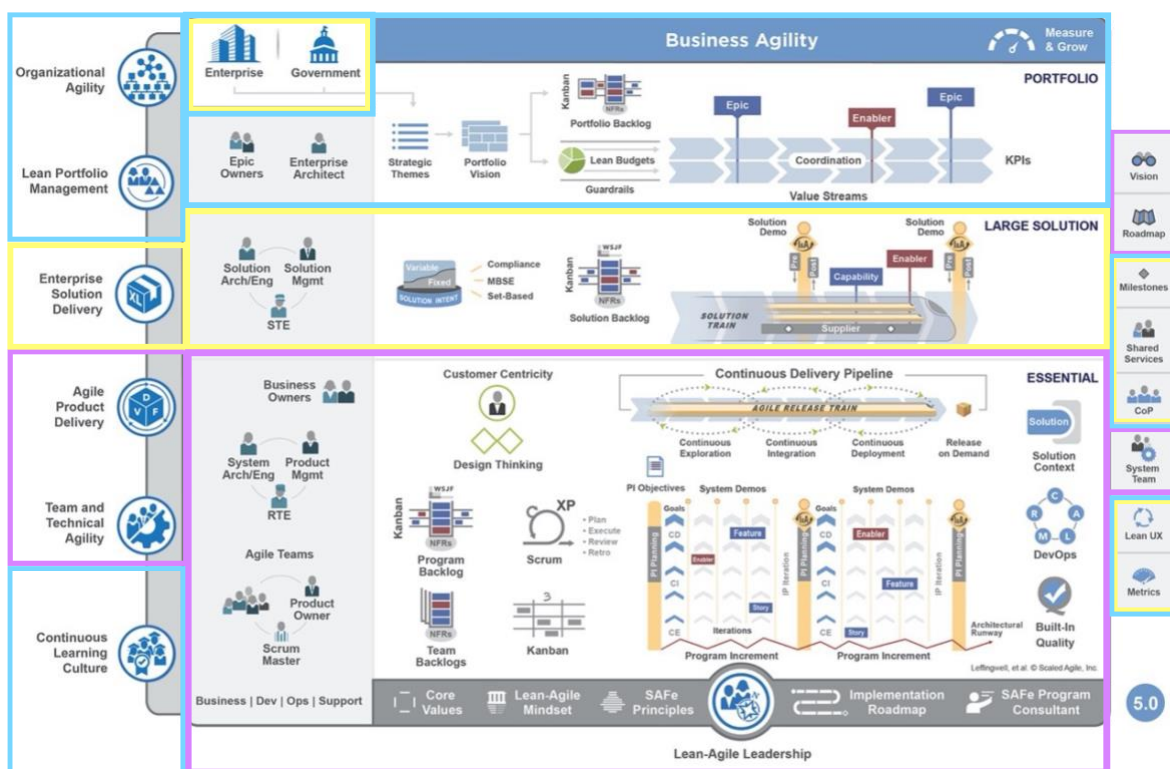 Organizational
Agility
Lean Portfolio
Management
Enterprise
Solution
Delivery
Agile
Product
Delivery
Team and
Technical
Agility
Continuous
Learning
Culture
Enterprise
Government
Business Agility
Measure
& Grow
PORTFOLIO
Epic
Owners
Enterprise
Architect
Strategic
Themes
Portfolio
Vision
Kanban
NFRs
Portfolio Backlog
Lean Budgets
Guardrails
Epic
Enabler
Epic
Coordination
KPIs
Value Streams
LARGE SOLUTION
Solution
Arch/Eng
Solution
Mgmt
STE
Variable
Fixed
SOLUTION INTENT
Compliance
MBSE
Set-Based
Kanban
WSJF
NFRs
Solution Backlog
Solution
Demo
Solution
Demo
I&A
I&A
Pre
Post
Pre
Post
Capability
Enabler
SOLUTION
TRAIN
Supplier
ESSENTIAL
Business
Owners
System
Arch/Eng
Product
Mgmt
RTE
Agile Teams
Product
Owner
Scrum
Master
Business | Dev | Ops | Support
Customer Centricity
Design Thinking
Kanban
WSJF
NFRs
Program
Backlog
XP
Scrum
• Plan
• Execute
• Review
• Retro
NFRs
Team
Backlogs
3
Kanban
Continuous Delivery Pipeline
AGILE RELEASE TRAIN
Continuous
Exploration
Continuous
Integration
Continuous
Deployment
Release
on Demand
PI Objectives
System Demos
System Demos
PI Planning
Goals
CD
CI
CE
Enabler
Feature
Story
Iterations
IP Iteration
I&A
PI Planning
Goals
CD
CI
CE
Enabler
Feature
Story
IP Iteration
I&A
PI Planning
Architectural
Runway
Program Increment
Program Increment
Solution
Solution
Context
C
A
L
M
R
DevOps
Built-In
Quality
Leffingwell, et al. © Scaled Agile, Inc.
Core
Values
Lean-Agile
Mindset
SAFe
Principles
Implementation
Roadmap
SAFe Program
Consultant
Lean-Agile Leadership
Vision
Roadmap
Milestones
Shared
Services
CoP
System
Team
Lean UX
Metrics
5.0
XL
D
V
F